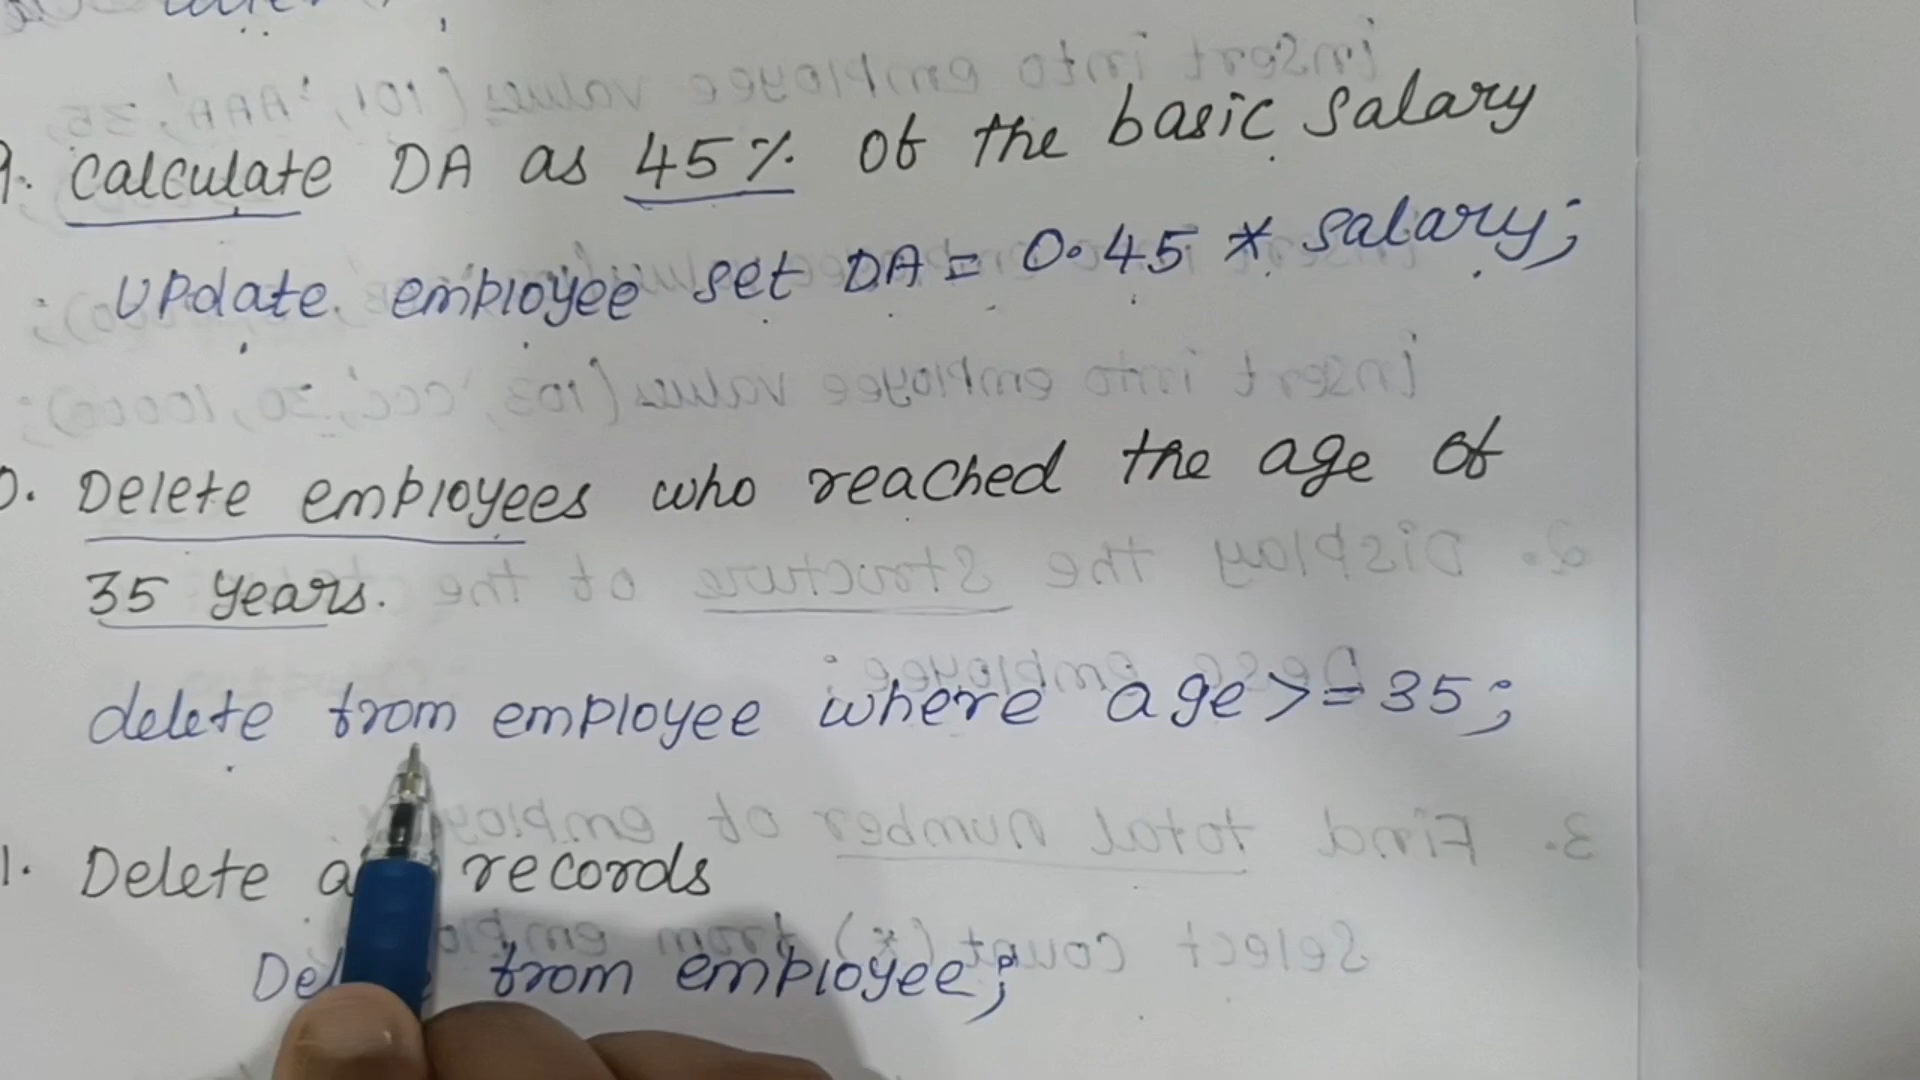 9. Calculate DA as 45% of the basic salary
Update employee set DA = 0.45 * salary;
0. Delete employees who reached the age of
35 years.
delete from employee where age >= 35;
1. Delete records
from employee;